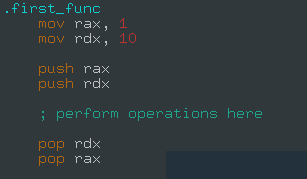 .first_func
mov rax, 1
mov rdx, 10
push rax
push rdx
; perform operations here
pop rdx
pop rax